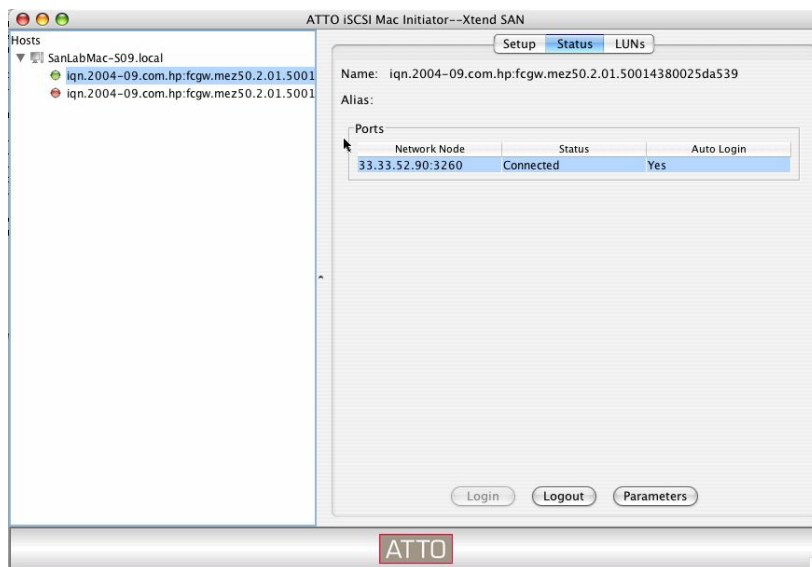 ATTO iSCSI Mac Initiator--Xtend SAN
Hosts
SanLabMac-S09.local
iqn.2004-09.com.hp:fcgw.mez50.2.01.5001
iqn.2004-09.com.hp:fcgw.mez50.2.01.5001
Setup Status LUNs
Name: iqn.2004-09.com.hp:fcgw.mez50.2.01.50014380025da539
Alias:
Ports
Network Node Status Auto Login
33.33.52.90:3260 Connected Yes
Login Logout Parameters
ATTO